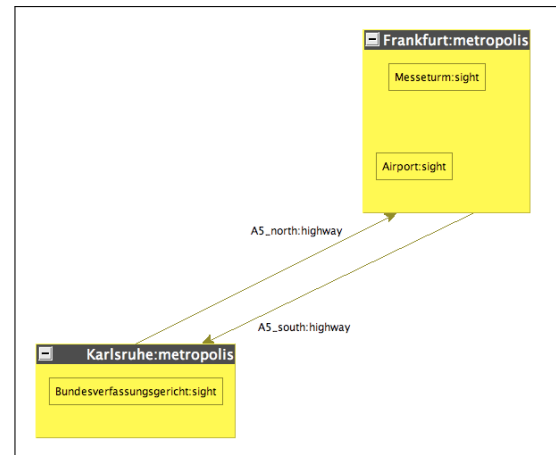 Frankfurt:metropolis
Messeturm:sight
Airport:sight
A5_north:highway
A5_south:highway
Karlsruhe:metropolis
Bundesverfassungsgericht:sight